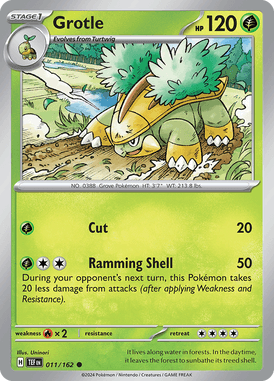 STAGE1
Grotle
HP 120
Evolves from Turtwig
NO. 0388 Grove Pokémon HT: 3'7" WT: 213.8 lbs.
Cut 20
Ramming Shell 50
During your opponent's next turn, this Pokémon takes
20 less damage from attacks (after applying Weakness
and Resistance).
weakness × 2 resistance retreat
Illus. Uninori
H TEF EN 011/162
It lives along water in forests. In the daytime,
it leaves the forest to sunbathe its treed shell.
©2024 Pokémon / Nintendo / Creatures / GAME FREAK